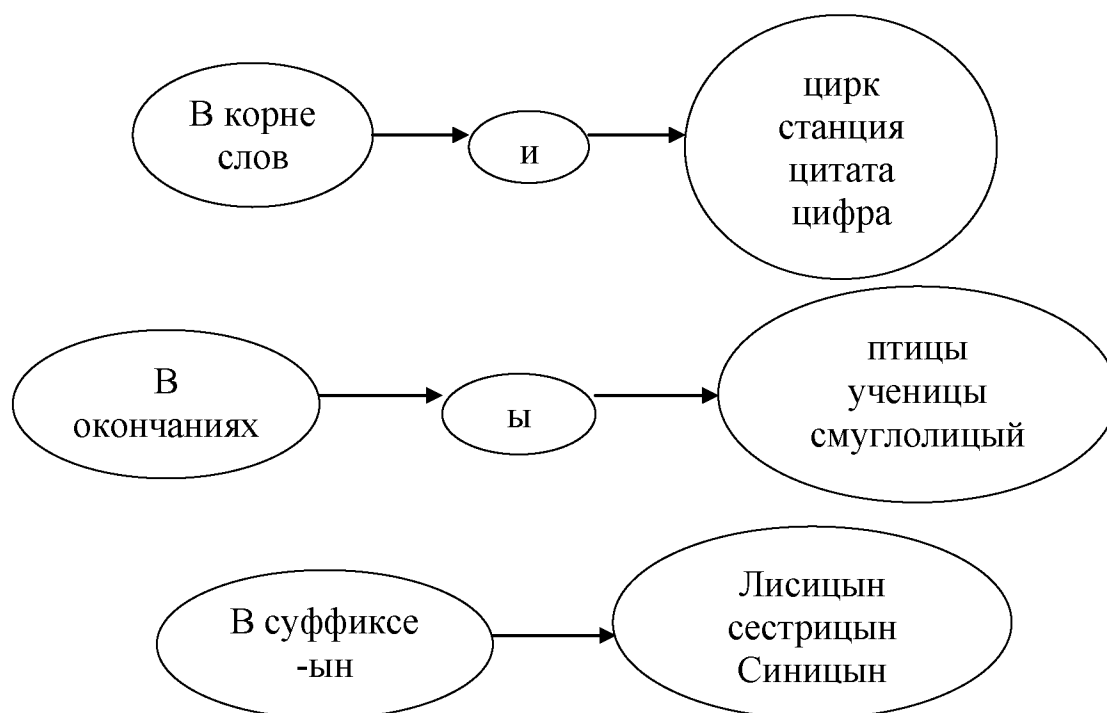 В корне
слов
и
цирк
станция
цитата
цифра
В
окончаниях
ы
птицы
ученицы
смуглолицый
В суффиксе
-ын
Лисицын
сестрицын
Синицын